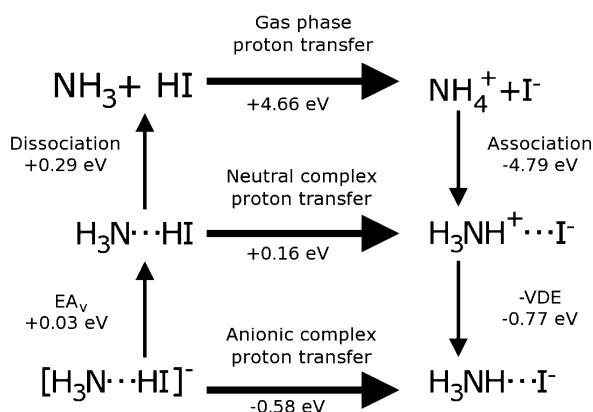 Gas phase
proton transfer
NH₃+ HI
NH₄⁺+I⁻
+4.66 eV
Dissociation
+0.29 eV
Association
-4.79 eV
Neutral complex
proton transfer
H₃N···HI
H₃NH⁺···I⁻
+0.16 eV
EAᵥ
+0.03 eV
-VDE
-0.77 eV
Anionic complex
proton transfer
[H₃N···HI]⁻
H₃NH···I⁻
-0.58 eV